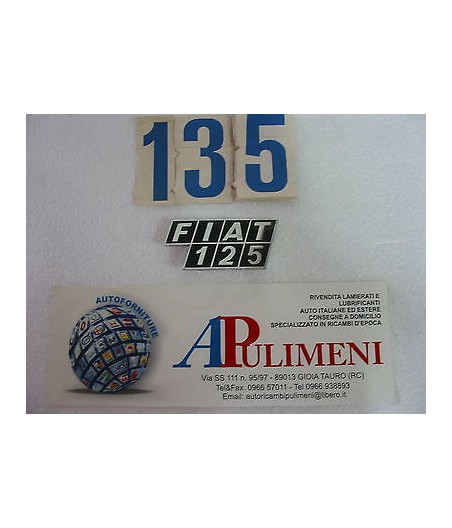 135
FIAT
125
AUTOFORNITURE
RIVENDITA LAMIERATI E
LUBRIFICANTI
AUTO ITALIANE ED ESTERE
CONSEGNE A DOMICILIO
SPECIALIZZATO IN RICAMBI D'EPOCA
APULIMENI
Via SS 111 n. 95/97 - 89013 GIOIA TAURO (RC)
Tel&Fax. 0966 57011 - Tel 0966 938893
Email: autoricambipulimeni@libero.it